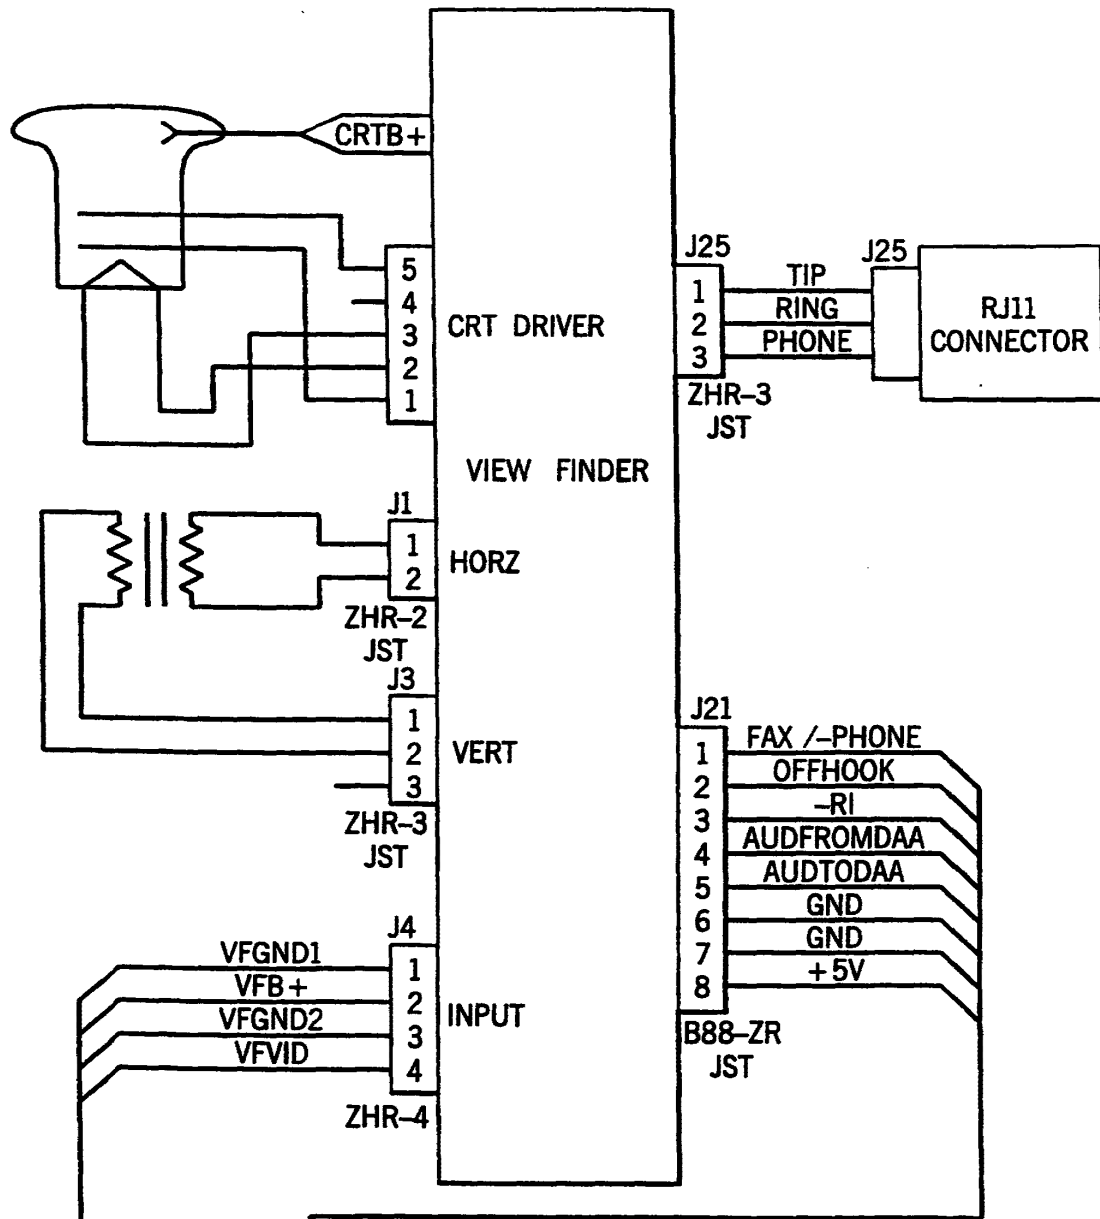 CRTB+
5
4
3
2
1
CRT DRIVER
VIEW FINDER
J1
1
2
HORZ
ZHR-2
JST
J3
1
2
3
VERT
ZHR-3
JST
J4
VFGND1
VFB+
VFGND2
VFVID
1
2
3
4
INPUT
ZHR-4
J25
1
2
3
TIP
RING
PHONE
ZHR-3
JST
J25
RJ11
CONNECTOR
J21
1
2
3
4
5
6
7
8
FAX /-PHONE
OFFHOOK
-RI
AUDFROMDAA
AUDTODAA
GND
GND
+5V
B88-ZR
JST